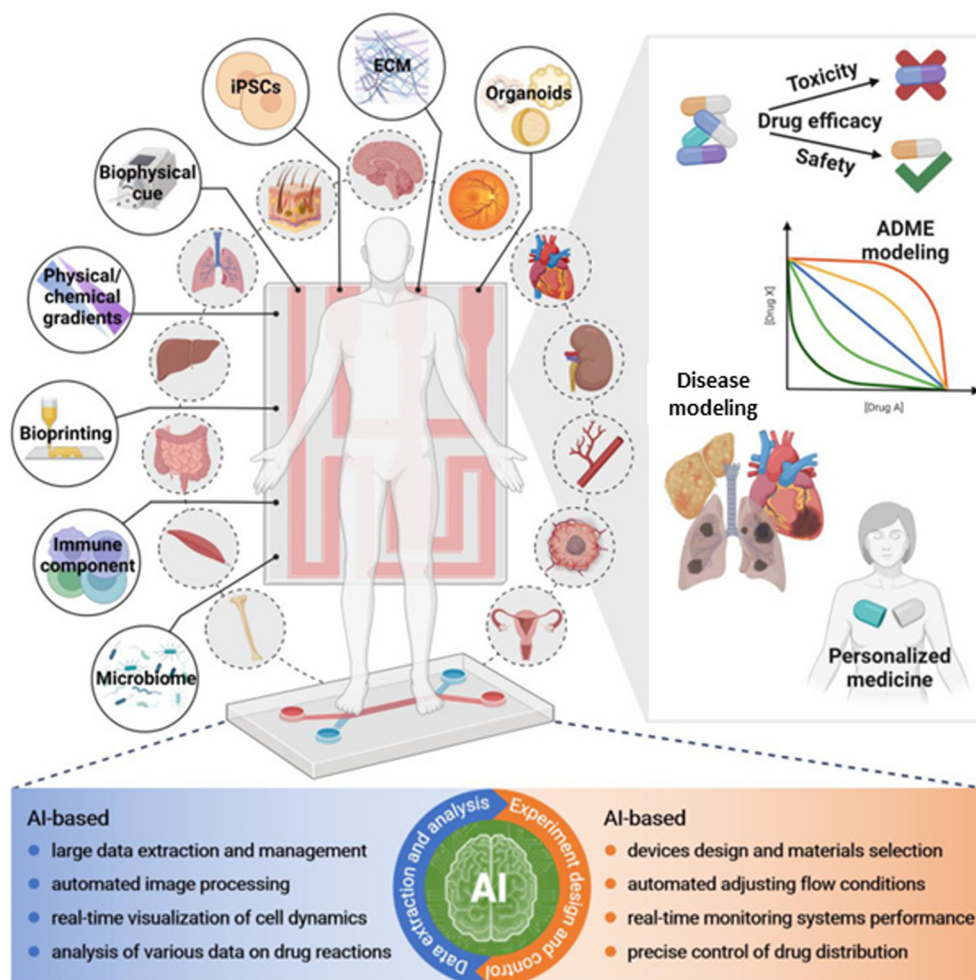 iPSCs
ECM
Organoids
Biophysical
cue
Physical/
chemical
gradients
Bioprinting
Immune
component
Microbiome
Toxicity
Drug efficacy
Safety
ADME
modeling
[Drug X]
[Drug A]
Disease
modeling
Personalized
medicine
AI-based
large data extraction and management
automated image processing
real-time visualization of cell dynamics
analysis of various data on drug reactions
Data extraction and analysis
Experiment design and control
AI
AI-based
devices design and materials selection
automated adjusting flow conditions
real-time monitoring systems performance
precise control of drug distribution